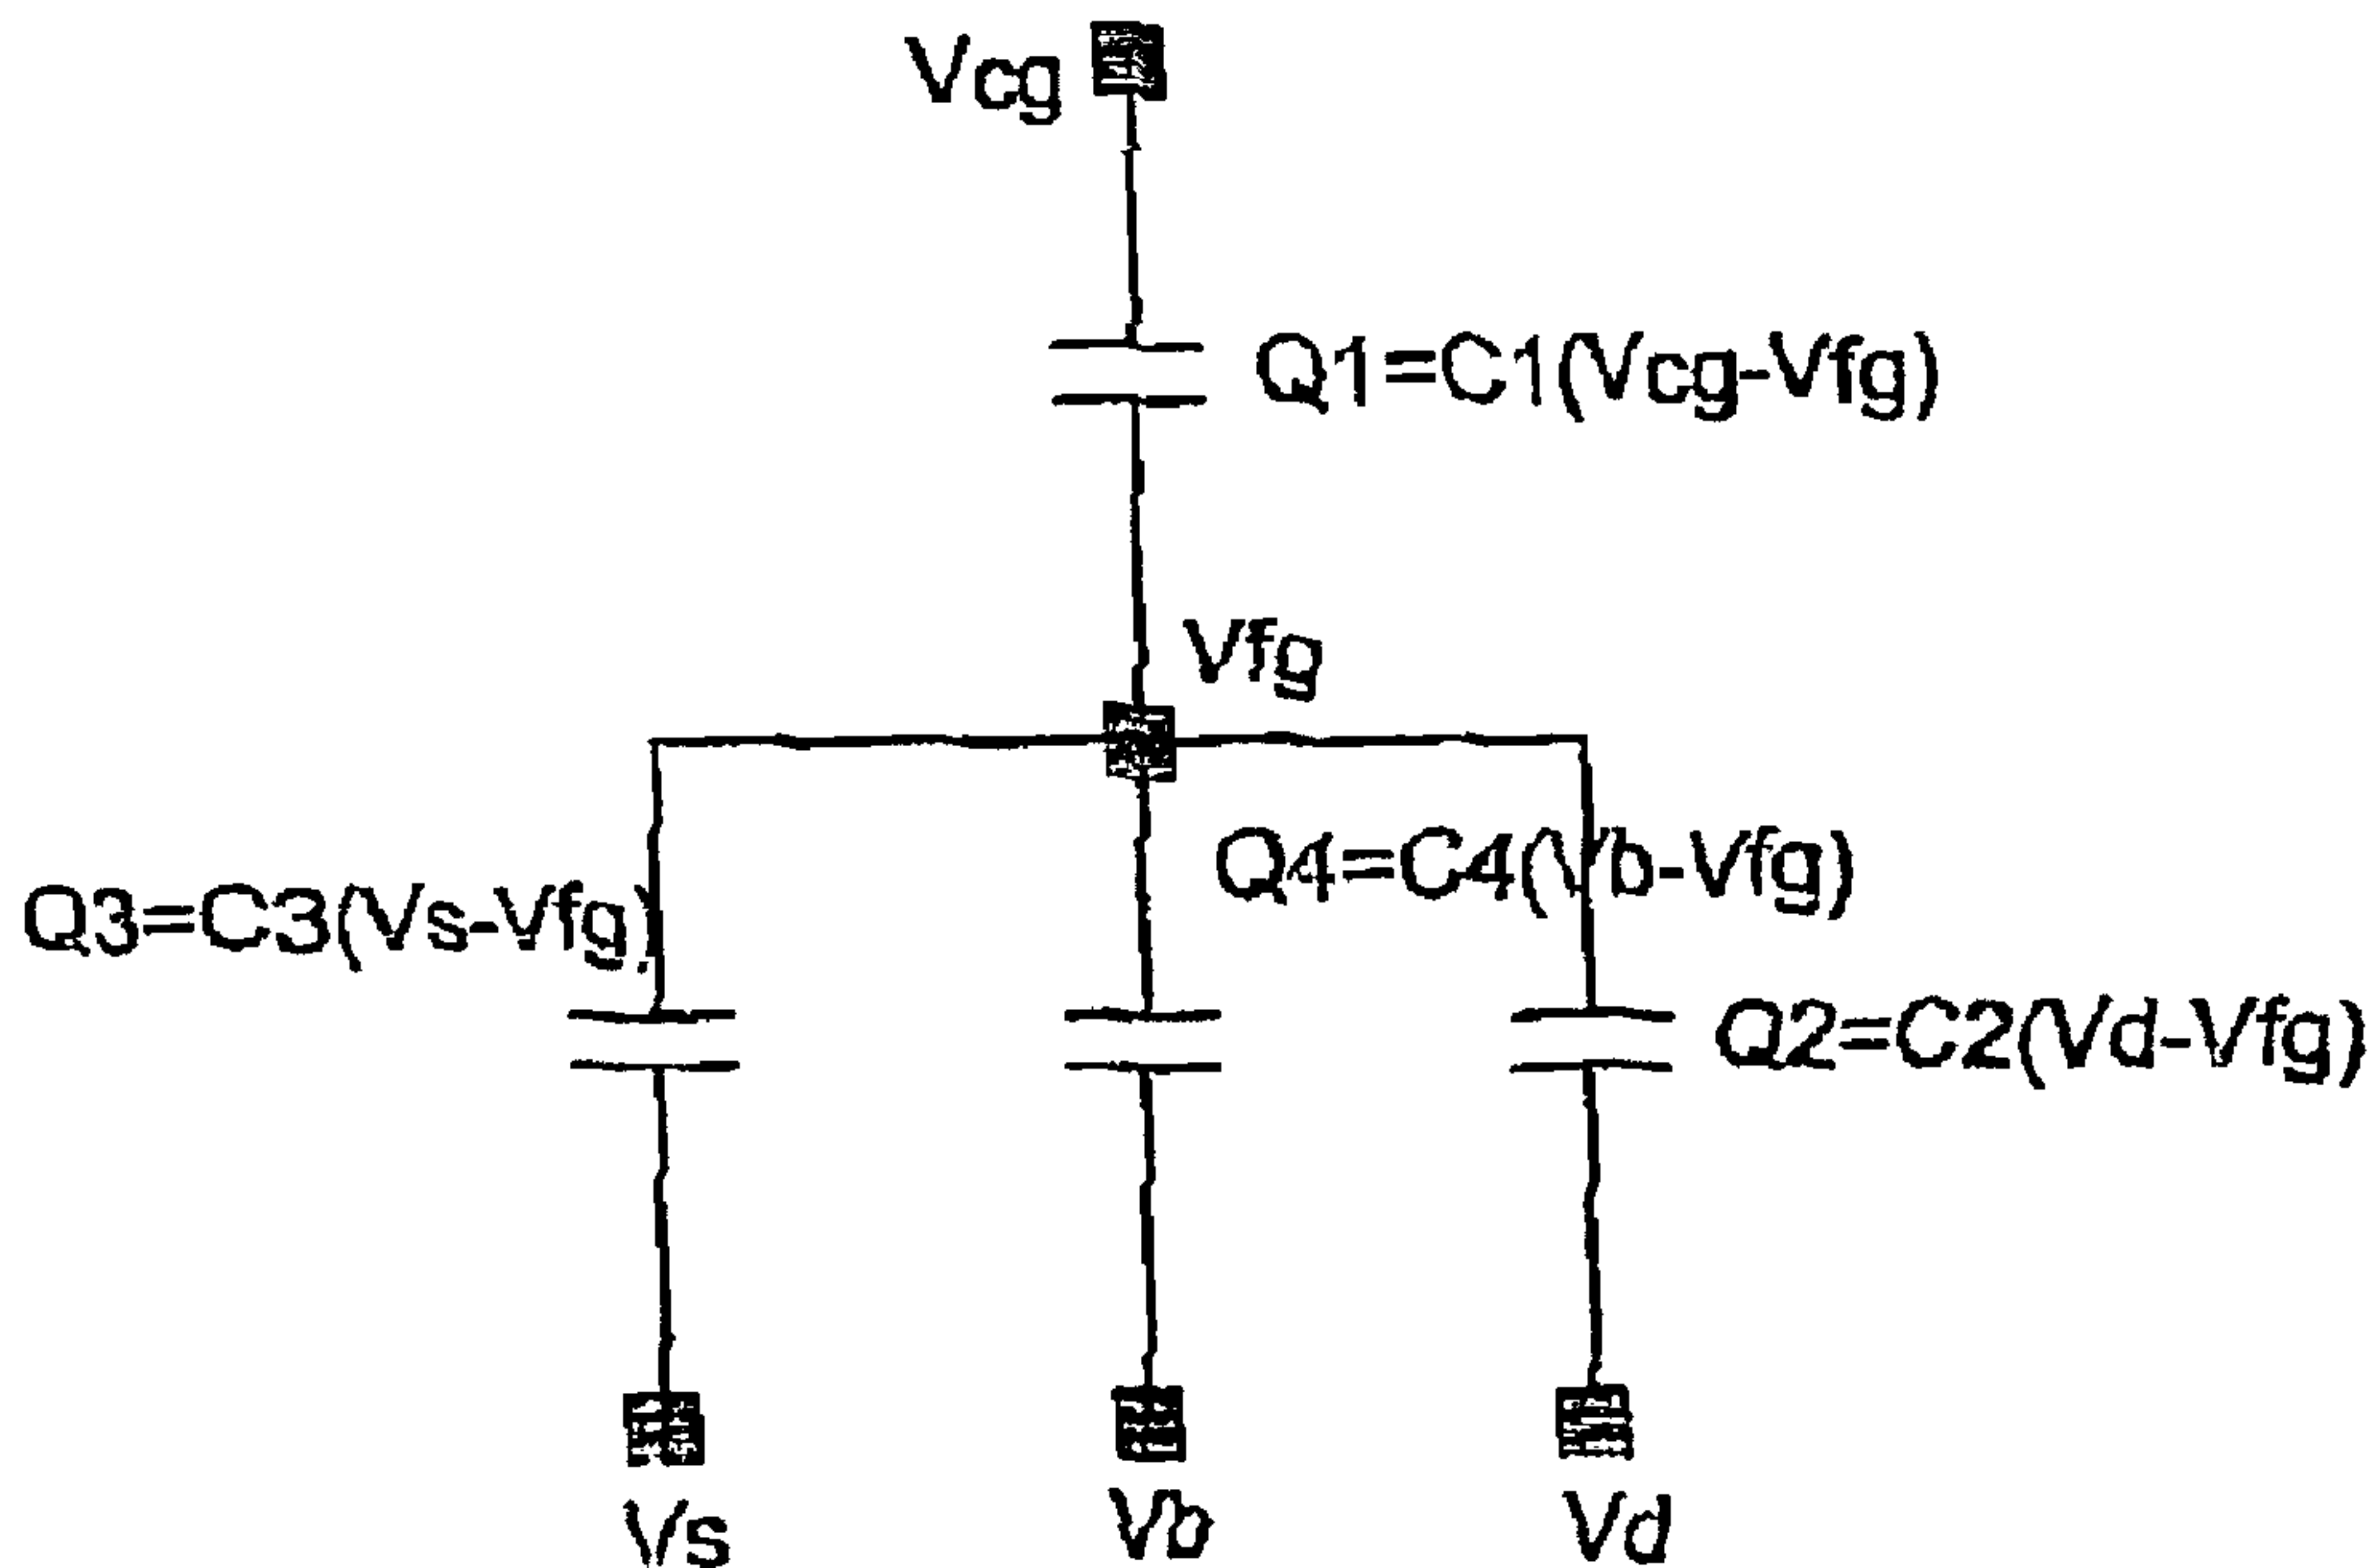 Vcg
Q1=C1(Vcg-Vfg)
Vfg
Q4=C4(Vb-Vfg)
Q3=C3(Vs-Vfg)
Q2=C2(Vd-Vfg)
Vs
Vb
Vd